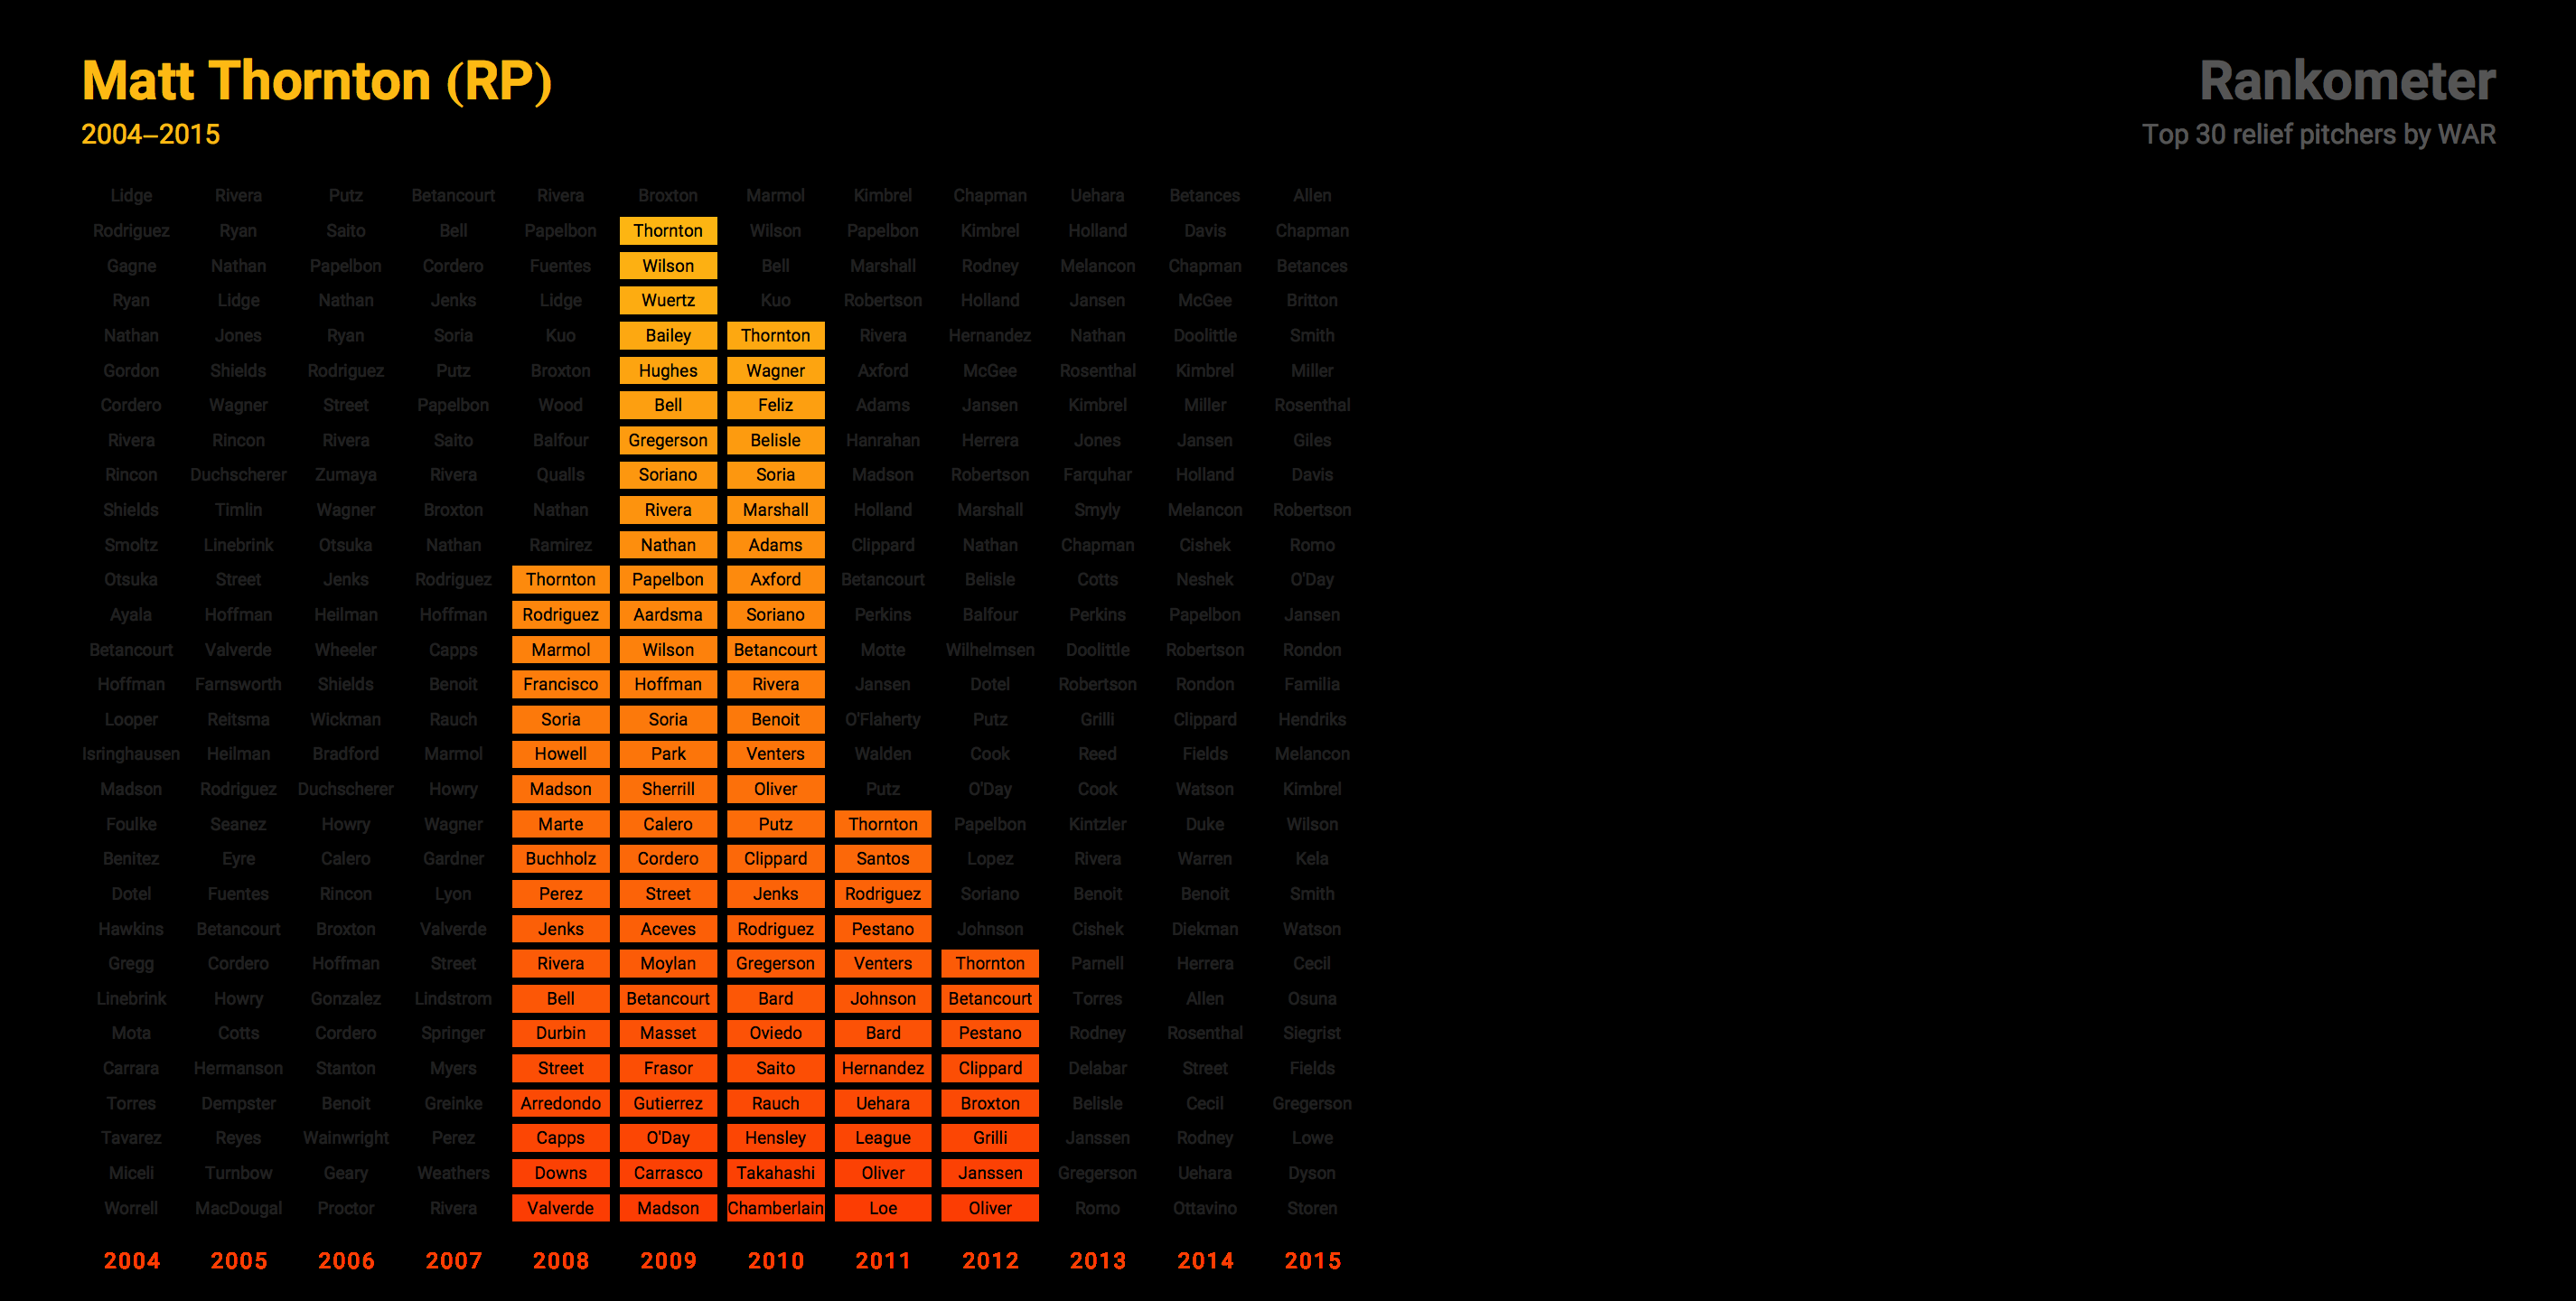 Matt Thornton (RP)
2004–2015
Rankometer
Top 30 relief pitchers by WAR
Lidge Rivera Putz Betancourt Rivera Broxton Marmol Kimbrel Chapman Uehara Betances Allen
Rodriguez Ryan Saito Bell Papelbon Thornton Wilson Papelbon Kimbrel Holland Davis Chapman
Gagne Nathan Papelbon Cordero Fuentes Wilson Bell Marshall Rodney Melancon Chapman Betances
Ryan Lidge Nathan Jenks Lidge Wuertz Kuo Robertson Holland Jansen McGee Britton
Nathan Jones Ryan Soria Kuo Bailey Thornton Rivera Hernandez Nathan Doolittle Smith
Gordon Shields Rodriguez Putz Broxton Hughes Wagner Axford McGee Rosenthal Kimbrel Miller
Cordero Wagner Street Papelbon Wood Bell Feliz Adams Jansen Kimbrel Miller Rosenthal
Rivera Rincon Rivera Saito Balfour Gregerson Belisle Hanrahan Herrera Jones Jansen Giles
Rincon Duchscherer Zumaya Rivera Qualls Soriano Soria Madson Robertson Farquhar Holland Davis
Shields Timlin Wagner Broxton Nathan Rivera Marshall Holland Marshall Smyly Melancon Robertson
Smoltz Linebrink Otsuka Nathan Ramirez Nathan Adams Clippard Nathan Chapman Cishek Romo
Otsuka Street Jenks Rodriguez Thornton Papelbon Axford Betancourt Belisle Cotts Neshek O'Day
Ayala Hoffman Heilman Hoffman Rodriguez Aardsma Soriano Perkins Balfour Perkins Papelbon Jansen
Betancourt Valverde Wheeler Capps Marmol Wilson Betancourt Motte Wilhelmsen Doolittle Robertson Rondon
Hoffman Farnsworth Shields Benoit Francisco Hoffman Rivera Jansen Dotel Robertson Rondon Familia
Looper Reitsma Wickman Rauch Soria Soria Benoit O'Flaherty Putz Grilli Clippard Hendriks
Isringhausen Heilman Bradford Marmol Howell Park Venters Walden Cook Reed Fields Melancon
Madson Rodriguez Duchscherer Howry Madson Sherrill Oliver Putz O'Day Cook Watson Kimbrel
Foulke Seanez Howry Wagner Marte Calero Putz Thornton Papelbon Kintzler Duke Wilson
Benitez Eyre Calero Gardner Buchholz Cordero Clippard Santos Lopez Rivera Warren Kela
Dotel Fuentes Rincon Lyon Perez Street Jenks Rodriguez Soriano Benoit Benoit Smith
Hawkins Betancourt Broxton Valverde Jenks Aceves Rodriguez Pestano Johnson Cishek Diekman Watson
Gregg Cordero Hoffman Street Rivera Moylan Gregerson Venters Thornton Parnell Herrera Cecil
Linebrink Howry Gonzalez Lindstrom Bell Betancourt Bard Johnson Betancourt Torres Allen Osuna
Mota Cotts Cordero Springer Durbin Masset Oviedo Bard Pestano Rodney Rosenthal Siegrist
Carrara Hermanson Stanton Myers Street Frasor Saito Hernandez Clippard Delabar Street Fields
Torres Dempster Benoit Greinke Arredondo Gutierrez Rauch Uehara Broxton Belisle Cecil Gregerson
Tavarez Reyes Wainwright Perez Capps O'Day Hensley League Grilli Janssen Rodney Lowe
Miceli Turnbow Geary Weathers Downs Carrasco Takahashi Oliver Janssen Gregerson Uehara Dyson
Worrell MacDougal Proctor Rivera Valverde Madson Chamberlain Loe Oliver Romo Ottavino Storen
2004 2005 2006 2007 2008 2009 2010 2011 2012 2013 2014 2015